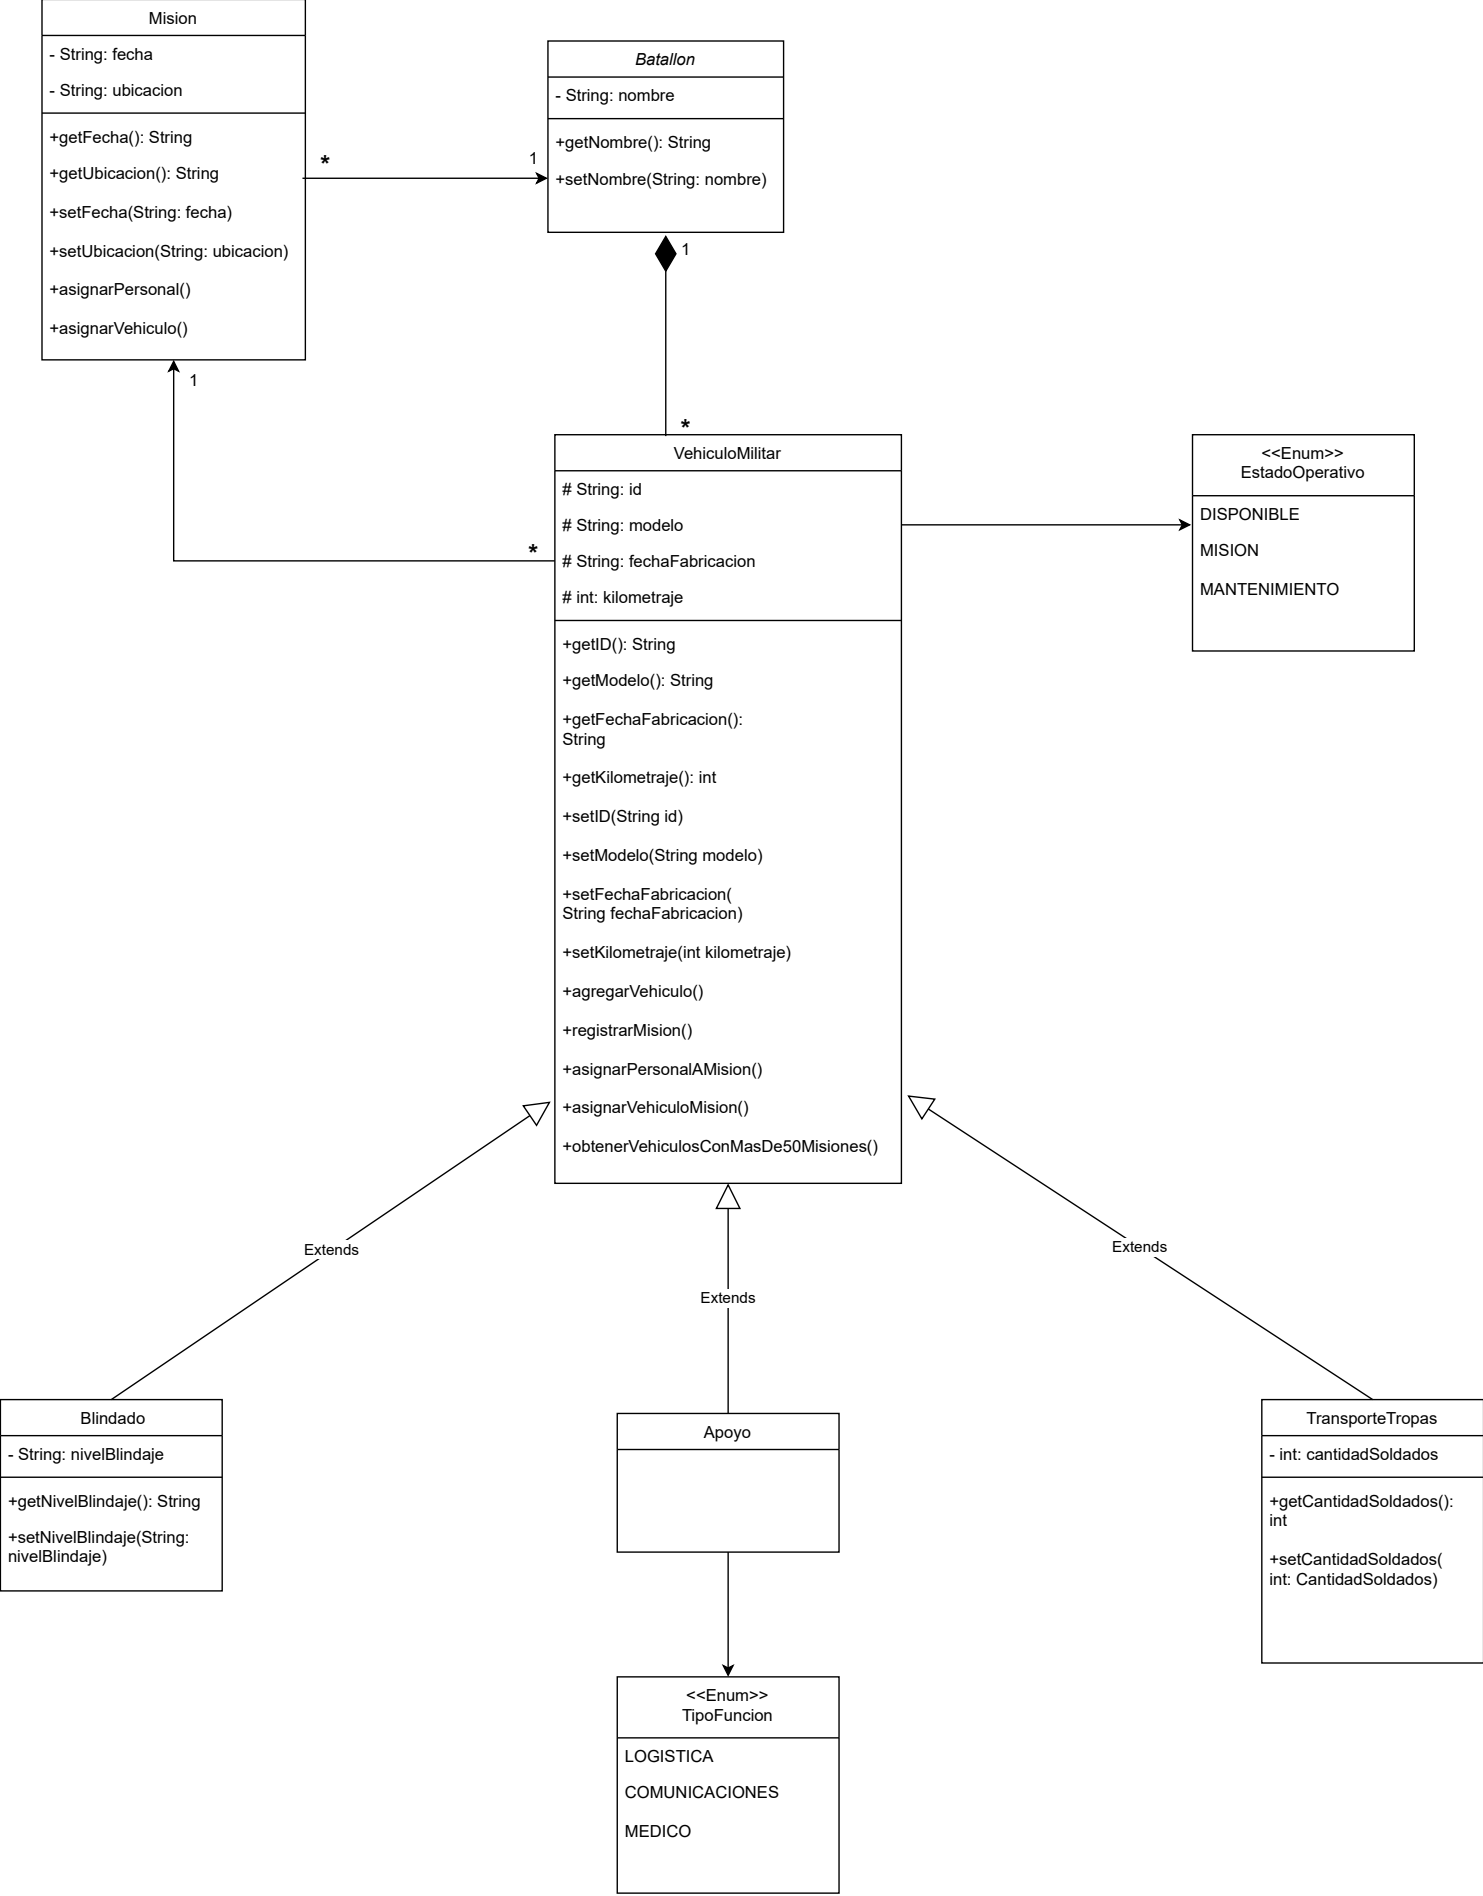 Mision
- String: fecha
- String: ubicacion
+getFecha(): String
+getUbicacion(): String
+setFecha(String: fecha)
+setUbicacion(String: ubicacion)
+asignarPersonal()
+asignarVehiculo()
*
1
Batallon
- String: nombre
+getNombre(): String
+setNombre(String: nombre)
1
*
1
*
VehiculoMilitar
# String: id
# String: modelo
# String: fechaFabricacion
# int: kilometraje
+getID(): String
+getModelo(): String
+getFechaFabricacion():
String
+getKilometraje(): int
+setID(String id)
+setModelo(String modelo)
+setFechaFabricacion(
String fechaFabricacion)
+setKilometraje(int kilometraje)
+agregarVehiculo()
+registrarMision()
+asignarPersonalAMision()
+asignarVehiculoMision()
+obtenerVehiculosConMasDe50Misiones()
<<Enum>>
EstadoOperativo
DISPONIBLE
MISION
MANTENIMIENTO
Extends
Extends
Extends
Blindado
- String: nivelBlindaje
+getNivelBlindaje(): String
+setNivelBlindaje(String:
nivelBlindaje)
Apoyo
TransporteTropas
- int: cantidadSoldados
+getCantidadSoldados():
int
+setCantidadSoldados(
int: CantidadSoldados)
<<Enum>>
TipoFuncion
LOGISTICA
COMUNICACIONES
MEDICO